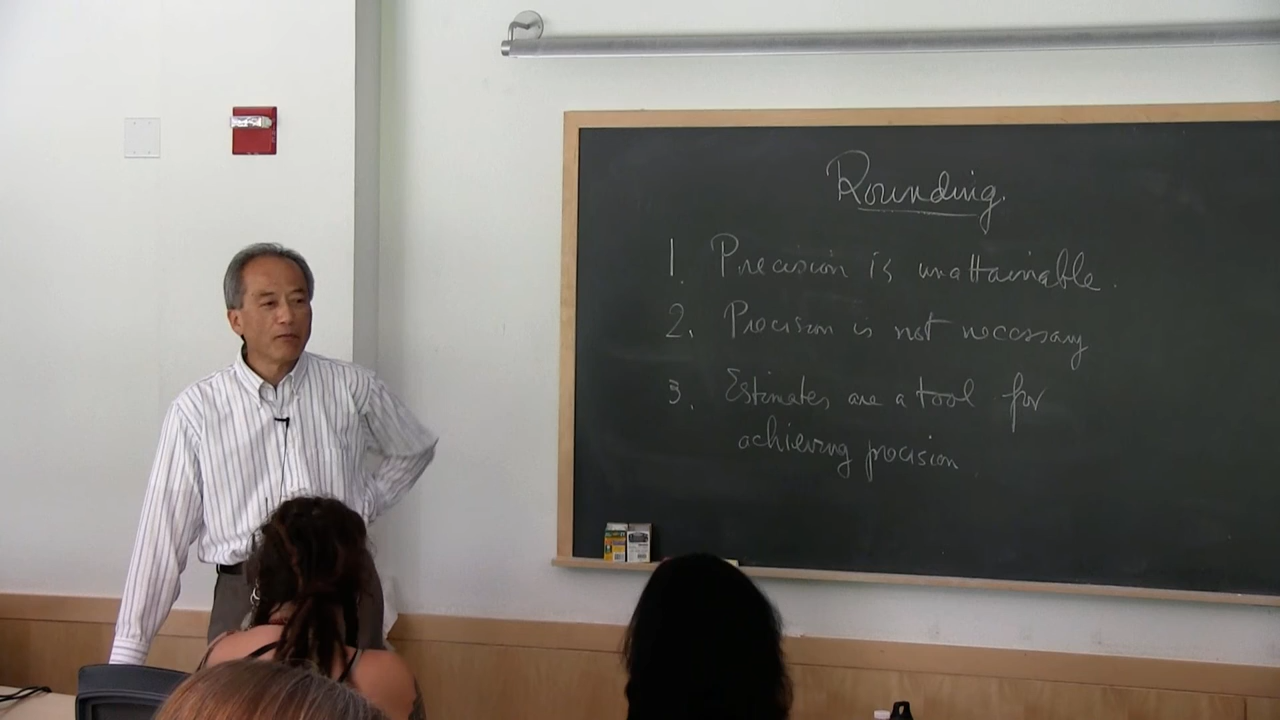 Rounding.
1. Precision is unattainable.
2. Precision is not necessary
3. Estimates are a tool for
achieving precision